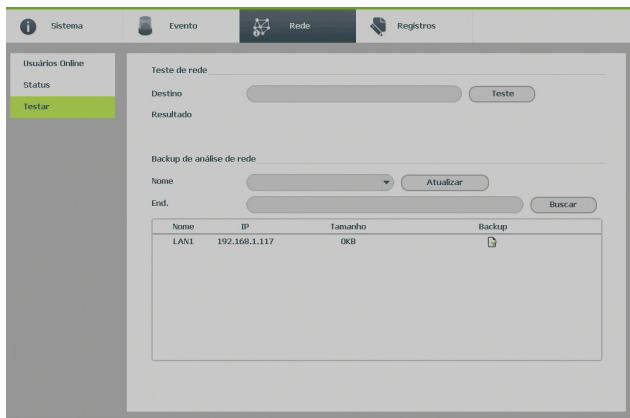 Sistema
Evento
Rede
Registros
Usuários Online
Status
Testar
Teste de rede
Destino
Teste
Resultado
Backup de análise de rede
Nome
Atualizar
End.
Buscar
Nome IP Tamanho Backup
LAN1 192.168.1.117 0KB